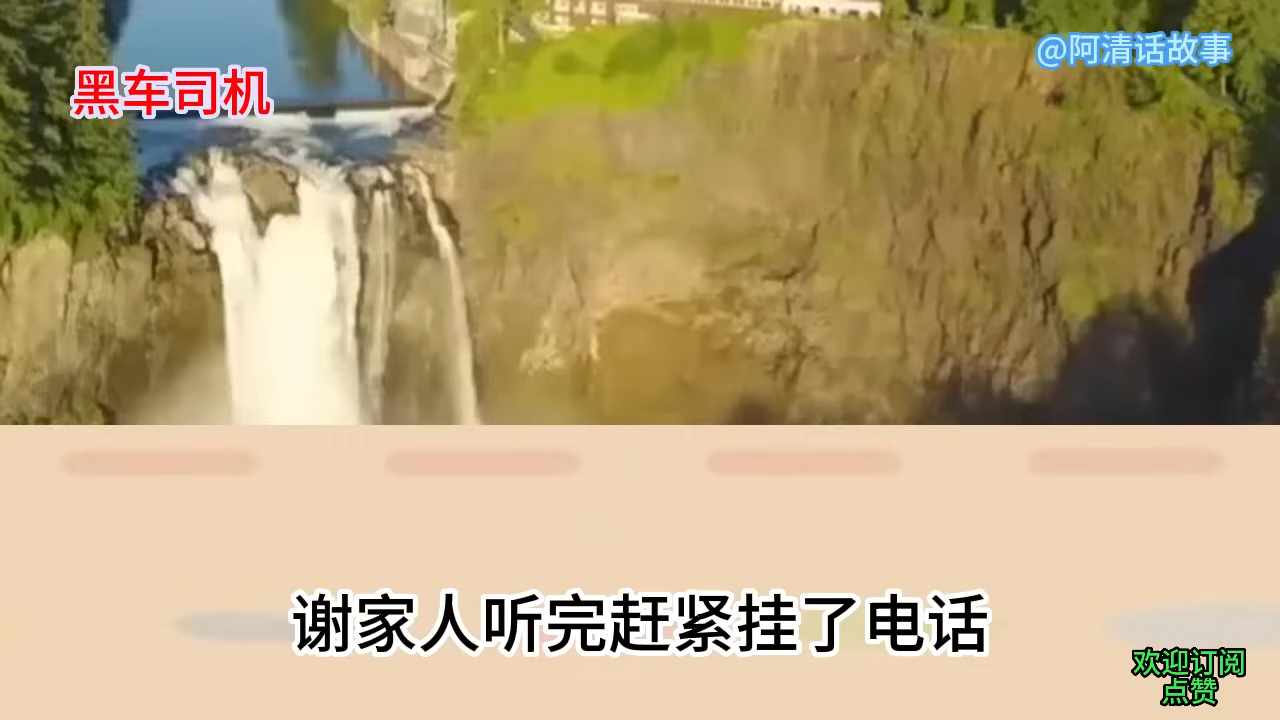 @阿清话故事
黑车司机
谢家人听完赶紧挂了电话
欢迎订阅
点赞